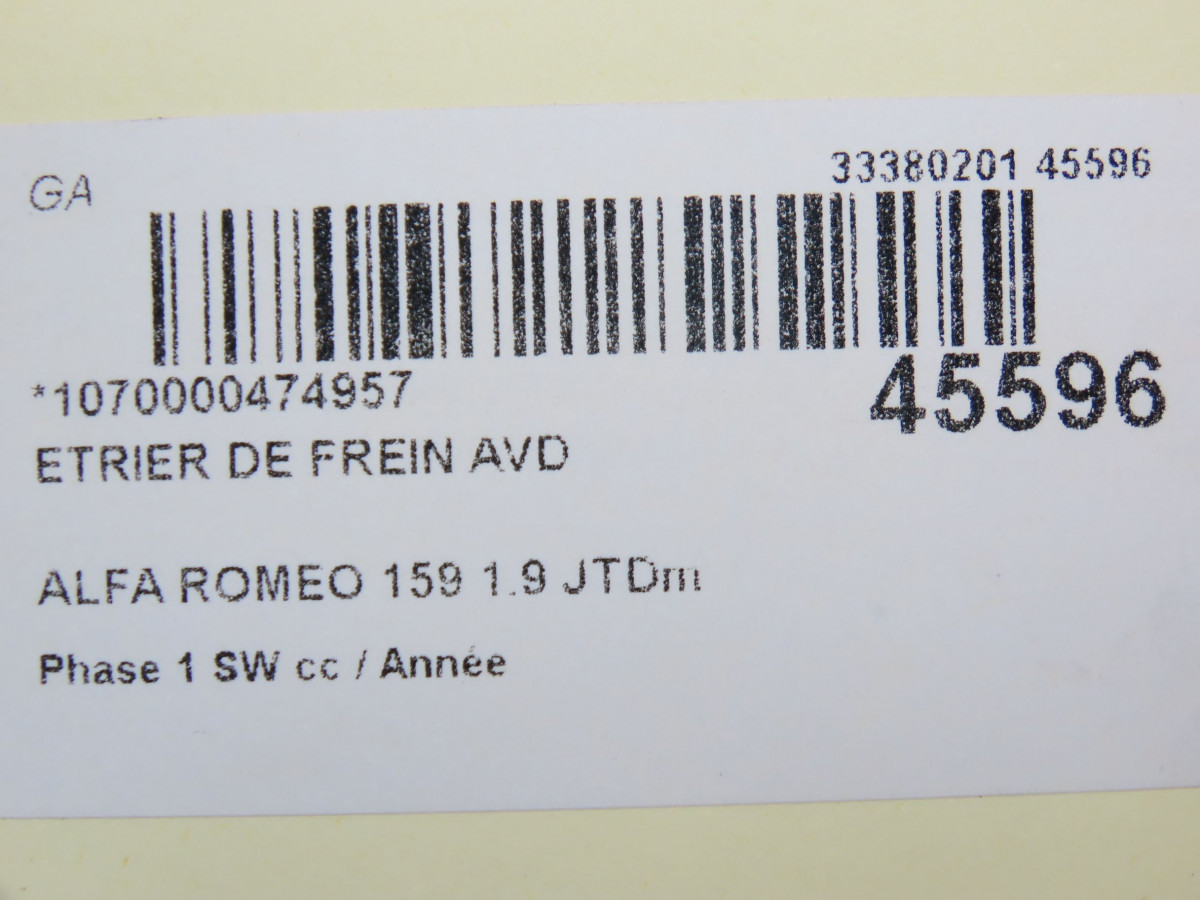 GA
33380201 45596
*1070000474957
45596
ETRIER DE FREIN AVD
ALFA ROMEO 159 1.9 JTDm
Phase 1 SW cc / Année